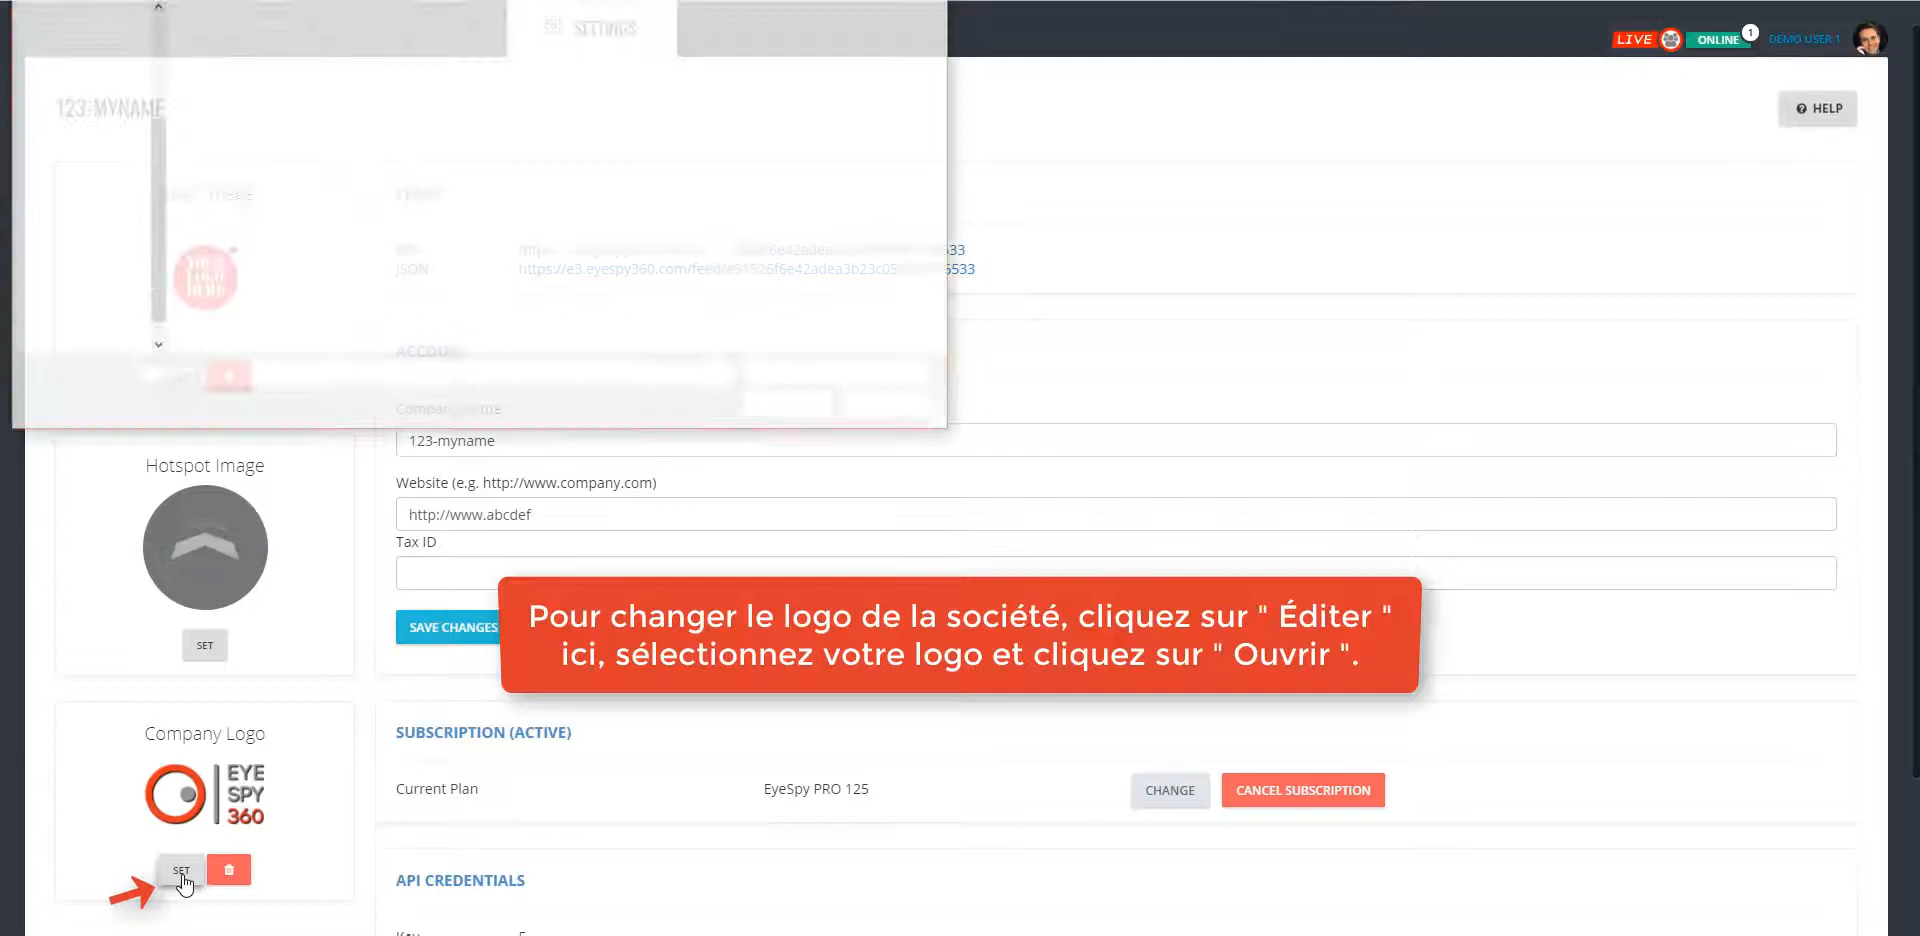 SETTINGS
LIVE
ONLINE
1
DEMO USER 1
123-MYNAME
HELP
JSON
https://e3.eyespy360.com/feed/e51526f6e42adea3b23c05
533
5533
Hotspot Image
SET
Company Logo
EYE
SPY
360
SET
123-myname
Website (e.g. http://www.company.com)
http://www.abcdef
Tax ID
SAVE CHANGES
Pour changer le logo de la société, cliquez sur " Éditer "
ici, sélectionnez votre logo et cliquez sur " Ouvrir ".
SUBSCRIPTION (ACTIVE)
Current Plan
EyeSpy PRO 125
CHANGE
CANCEL SUBSCRIPTION
API CREDENTIALS